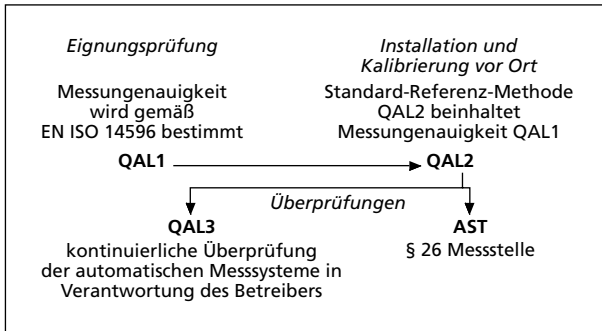 Eignungsprüfung
Messungenauigkeit
wird gemäß
EN ISO 14596 bestimmt
QAL1
Installation und
Kalibrierung vor Ort
Standard-Referenz-Methode
QAL2 beinhaltet
Messungenauigkeit QAL1
QAL2
Überprüfungen
QAL3
kontinuierliche Überprüfung
der automatischen Messsysteme in
Verantwortung des Betreibers
AST
§ 26 Messstelle